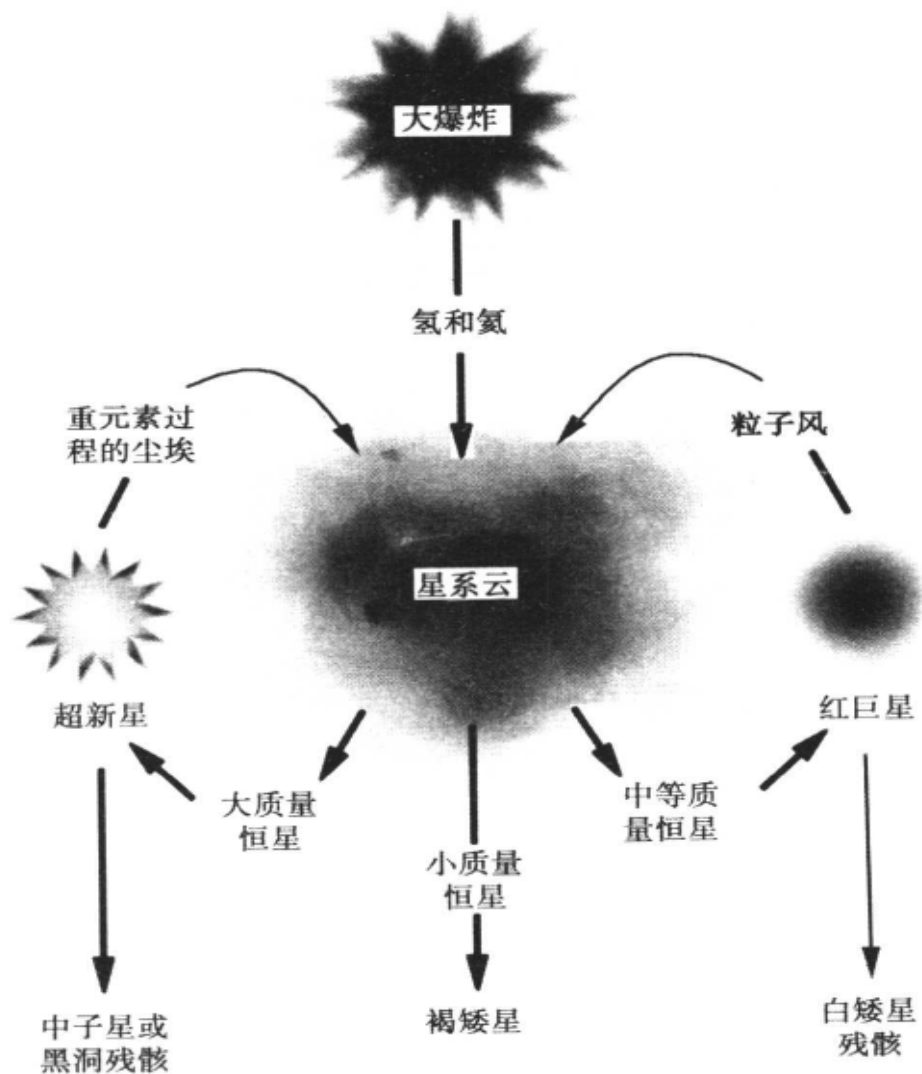 大爆炸
氢和氦
重元素过
程的尘埃
粒子风
星系云
超新星
红巨星
大质量
恒星
中等质
量恒星
小质量
恒星
中子星或
黑洞残骸
褐矮星
白矮星
残骸